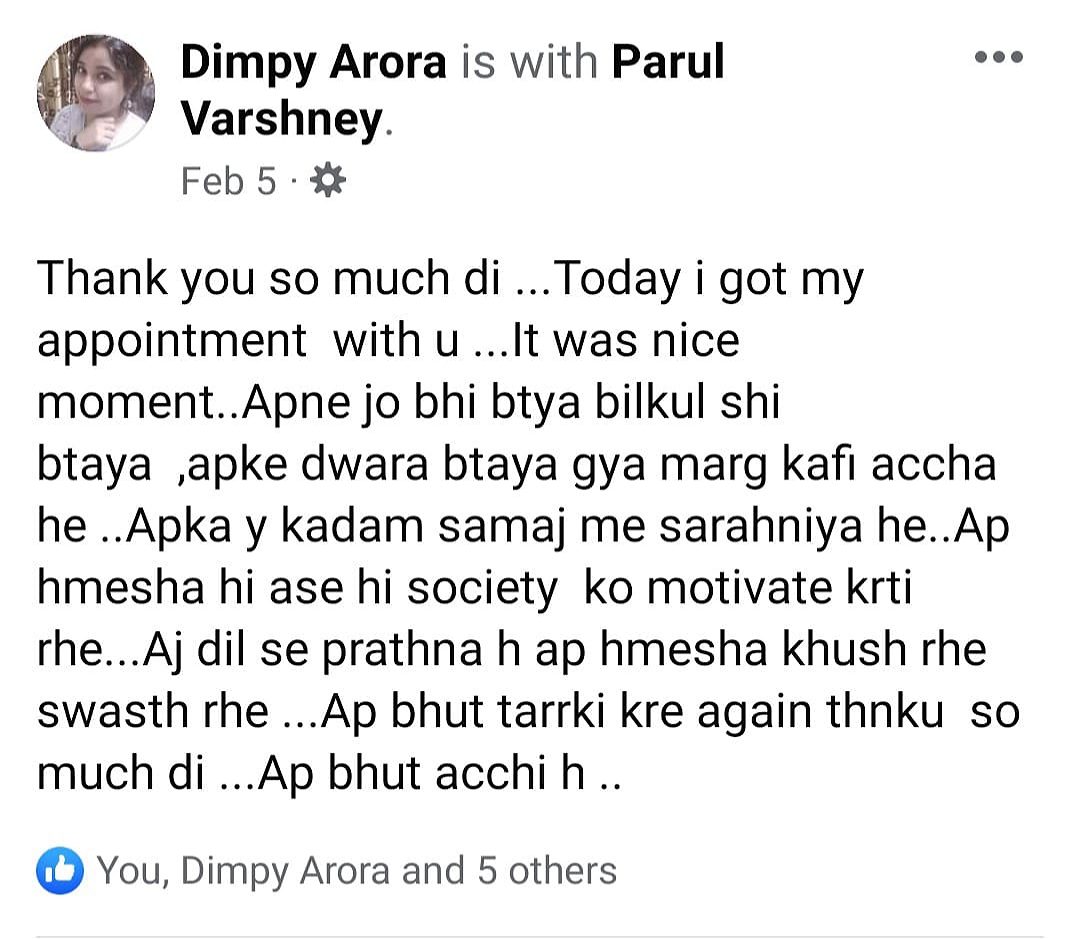 Dimpy Arora is with Parul
Varshney.
Feb 5 ·
Thank you so much di ...Today i got my
appointment  with u ...It was nice
moment..Apne jo bhi btya bilkul shi
btaya  ,apke dwara btaya gya marg kafi accha
he ..Apka y kadam samaj me sarahniya he..Ap
hmesha hi ase hi society  ko motivate krti
rhe...Aj dil se prathna h ap hmesha khush rhe
swasth rhe ...Ap bhut tarrki kre again thnku  so
much di ...Ap bhut acchi h ..
You, Dimpy Arora and 5 others